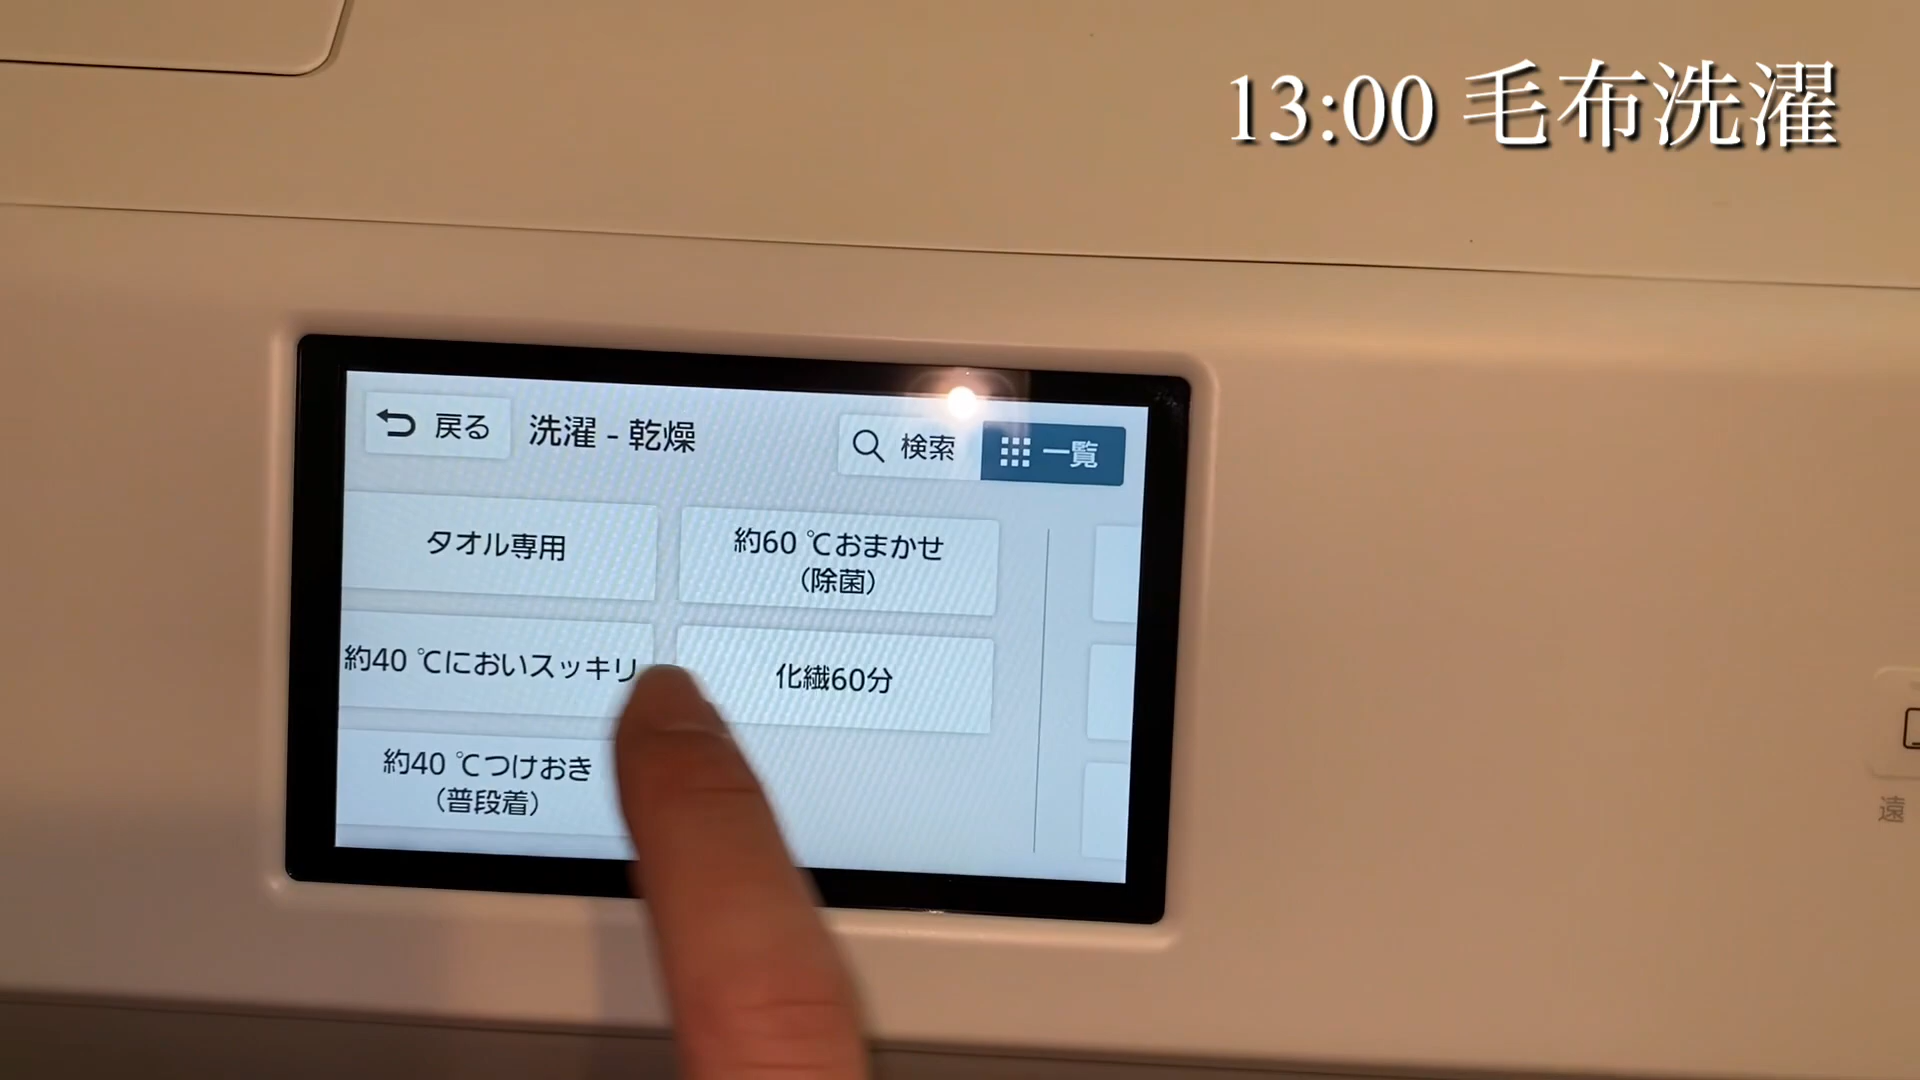 13:00 毛布洗濯
戻る
洗濯 - 乾燥
検索
一覧
タオル専用
約60 ℃おまかせ
（除菌）
約40 ℃においスッキリ
化繊60分
約40 ℃つけおき
（普段着）
遠